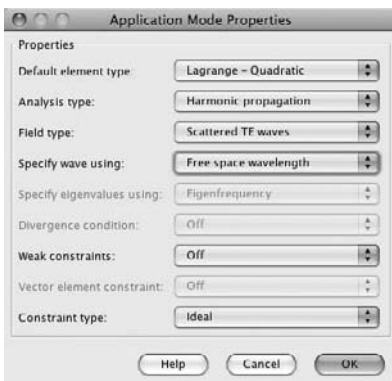 Application Mode Properties
Properties
Default element type: Lagrange – Quadratic
Analysis type: Harmonic propagation
Field type: Scattered TE waves
Specify wave using: Free space wavelength
Specify eigenvalues using: Eigenfrequency
Divergence condition: Off
Weak constraints: Off
Vector element constraint: Off
Constraint type: Ideal
Help Cancel OK